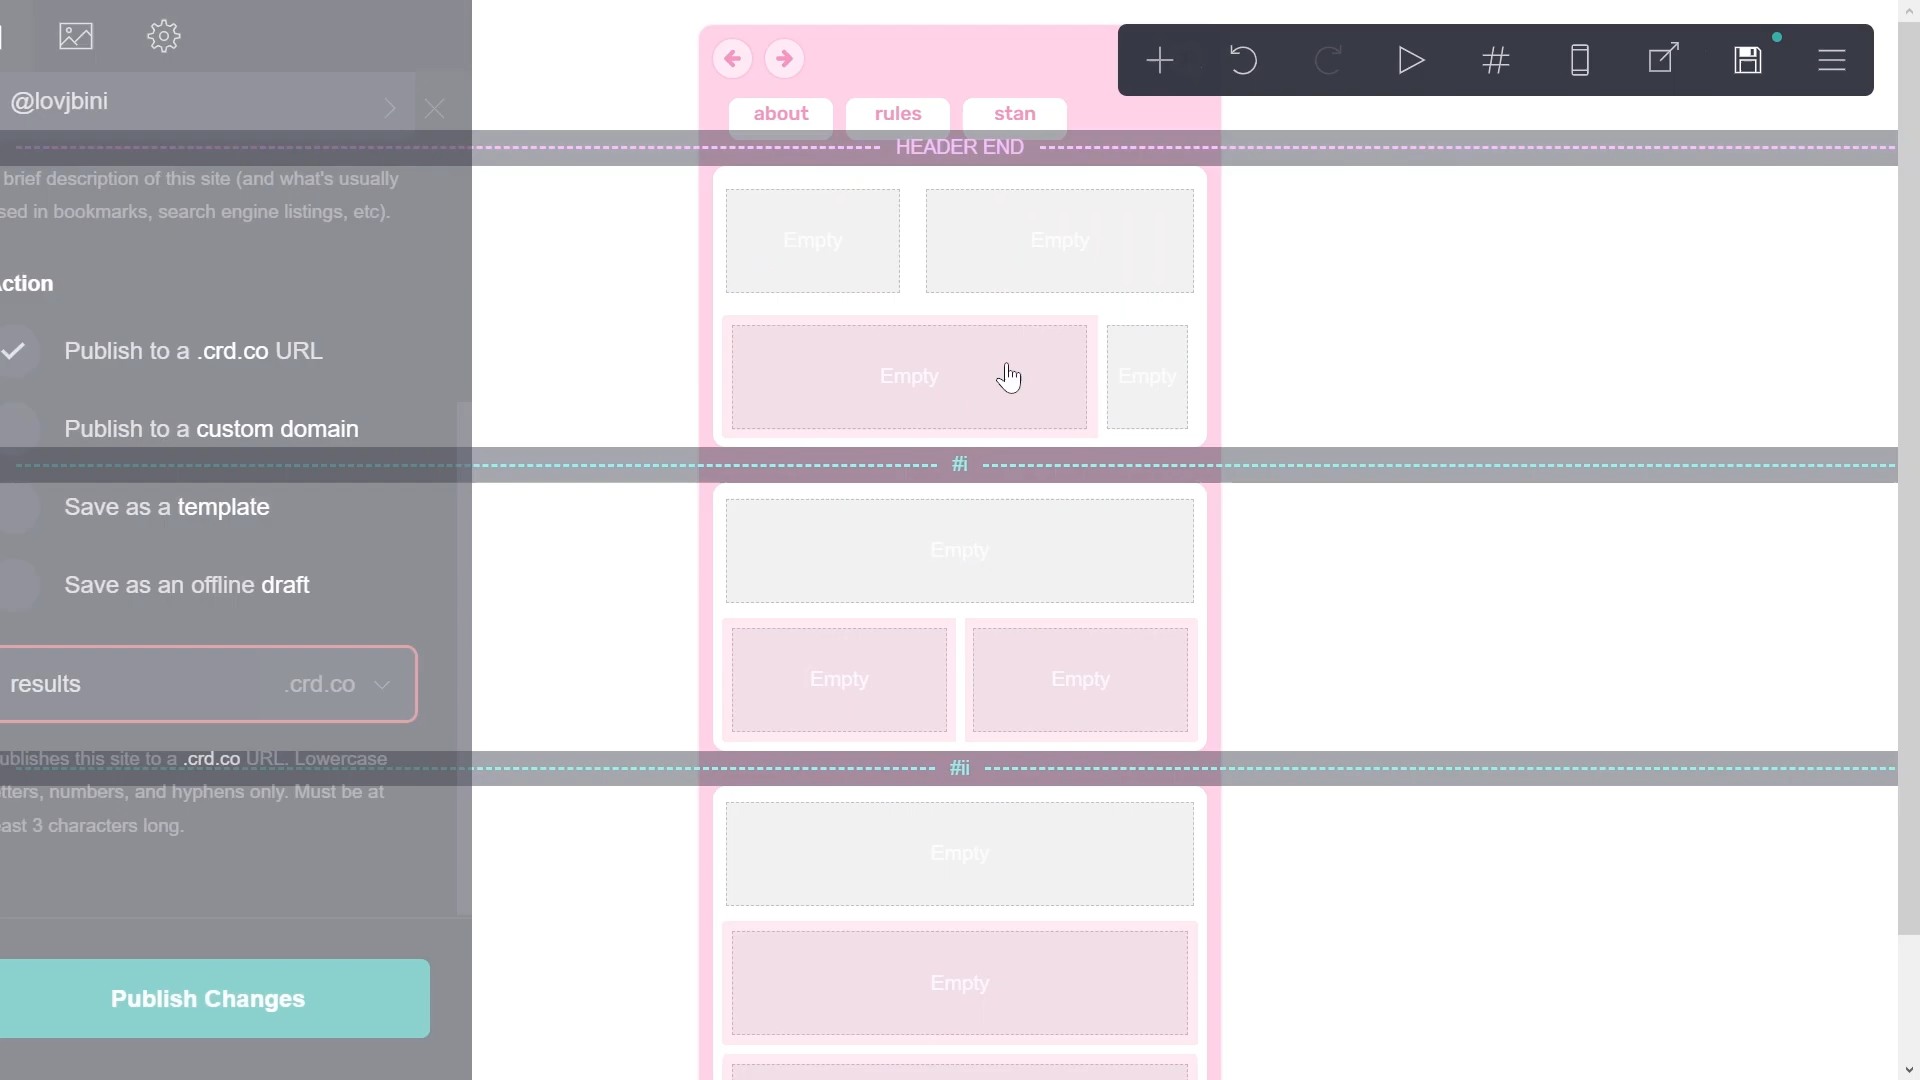 @lovjbini
brief description of this site (and what's usually
sed in bookmarks, search engine listings, etc).
ction
Publish to a .crd.co URL
Publish to a custom domain
Save as a template
Save as an offline draft
results
.crd.co
ublishes this site to a .crd.co URL. Lowercase
tters, numbers, and hyphens only. Must be at
east 3 characters long.
Publish Changes
about
rules
stan
HEADER END
Empty
Empty
Empty
Empty
#i
Empty
Empty
Empty
#ii
Empty
Empty